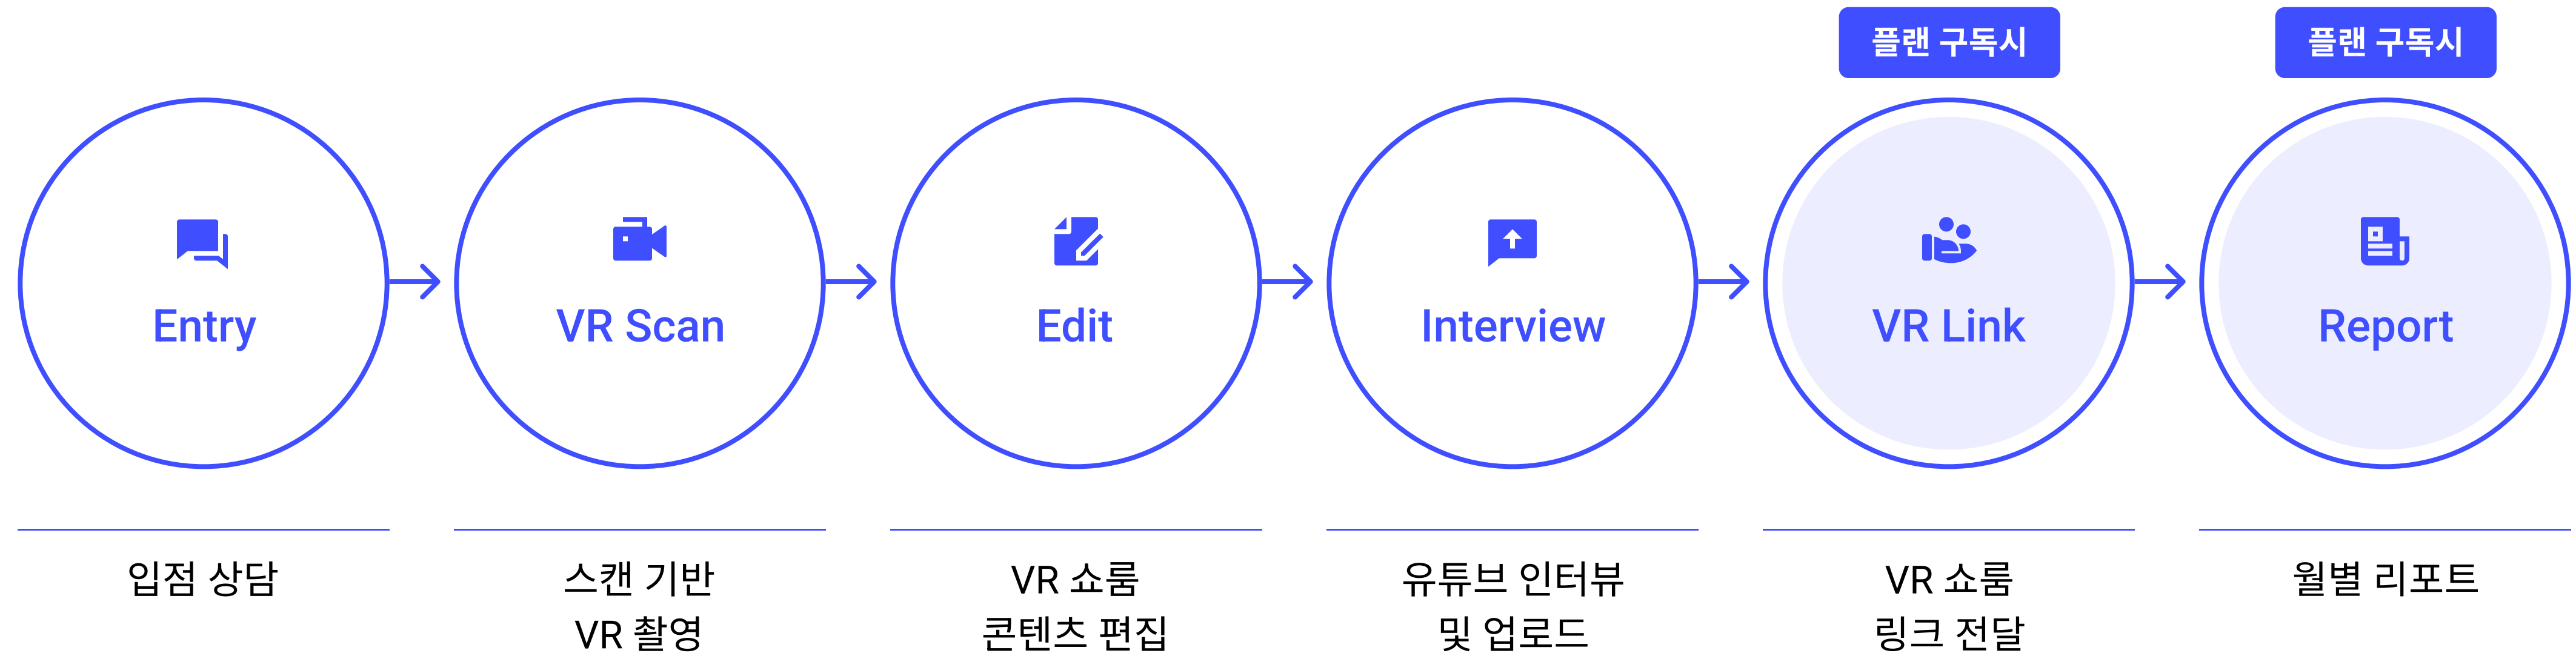 플랜 구독시
플랜 구독시
Entry
VR Scan
Edit
Interview
VR Link
Report
입점 상담
스캔 기반
VR 촬영
VR 쇼룸
콘텐츠 편집
유튜브 인터뷰
및 업로드
VR 쇼룸
링크 전달
월별 리포트